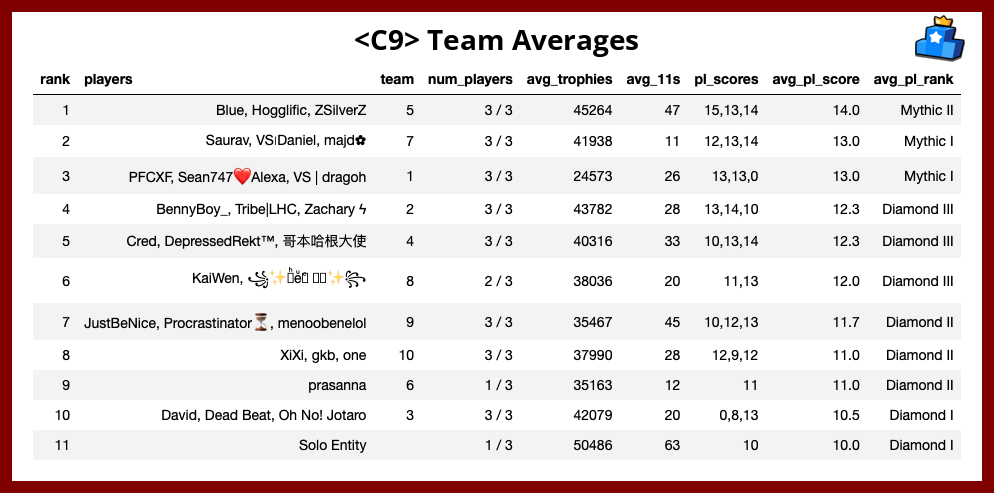 <C9> Team Averages
rank players team num_players avg_trophies avg_11s pl_scores avg_pl_score avg_pl_rank
1 Blue, Hogglific, ZSilverZ 5 3 / 3 45264 47 15,13,14 14.0 Mythic II
2 Saurav, VS|Daniel, majd✿ 7 3 / 3 41938 11 12,13,14 13.0 Mythic I
3 PFCXF, Sean747❤️Alexa, VS | dragoh 1 3 / 3 24573 26 13,13,0 13.0 Mythic I
4 BennyBoy_, Tribe|LHC, Zachary ϟ 2 3 / 3 43782 28 13,14,10 12.3 Diamond III
5 Cred, DepressedRekt™, 哥本哈根大使 4 3 / 3 40316 33 10,13,14 12.3 Diamond III
6 KaiWen, 8 2 / 3 38036 20 11,13 12.0 Diamond III
7 JustBeNice, Procrastinator⏳, menoobenelol 9 3 / 3 35467 45 10,12,13 11.7 Diamond II
8 XiXi, gkb, one 10 3 / 3 37990 28 12,9,12 11.0 Diamond II
9 prasanna 6 1 / 3 35163 12 11 11.0 Diamond II
10 David, Dead Beat, Oh No! Jotaro 3 3 / 3 42079 20 0,8,13 10.5 Diamond I
11 Solo Entity 1 / 3 50486 63 10 10.0 Diamond I